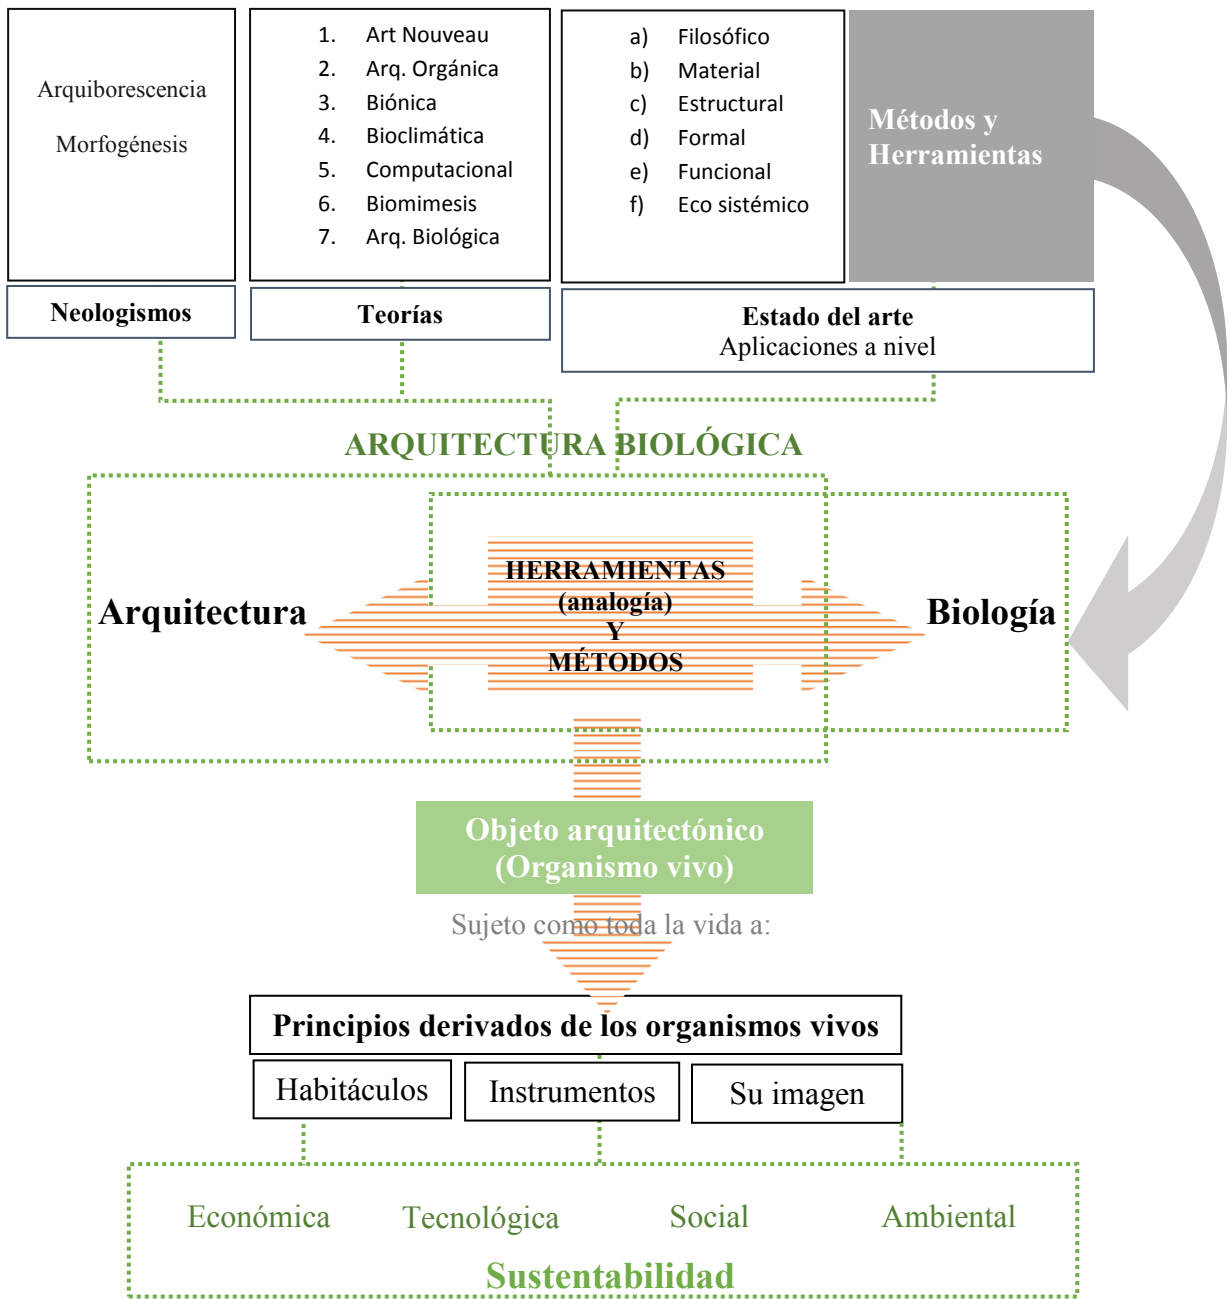 Arquiborescencia
Morfogénesis
1. Art Nouveau
2. Arq. Orgánica
3. Biónica
4. Bioclimática
5. Computacional
6. Biomimesis
7. Arq. Biológica
a) Filosófico
b) Material
c) Estructural
d) Formal
e) Funcional
f) Eco sistémico
Métodos y
Herramientas
Neologismos
Teorías
Estado del arte
Aplicaciones a nivel
ARQUITECTURA BIOLÓGICA
Arquitectura
HERRAMIENTAS
(analogía)
Y
MÉTODOS
Biología
Objeto arquitectónico
(Organismo vivo)
Sujeto como toda la vida a:
Principios derivados de los organismos vivos
Habitáculos
Instrumentos
Su imagen
Económica
Tecnológica
Social
Ambiental
Sustentabilidad